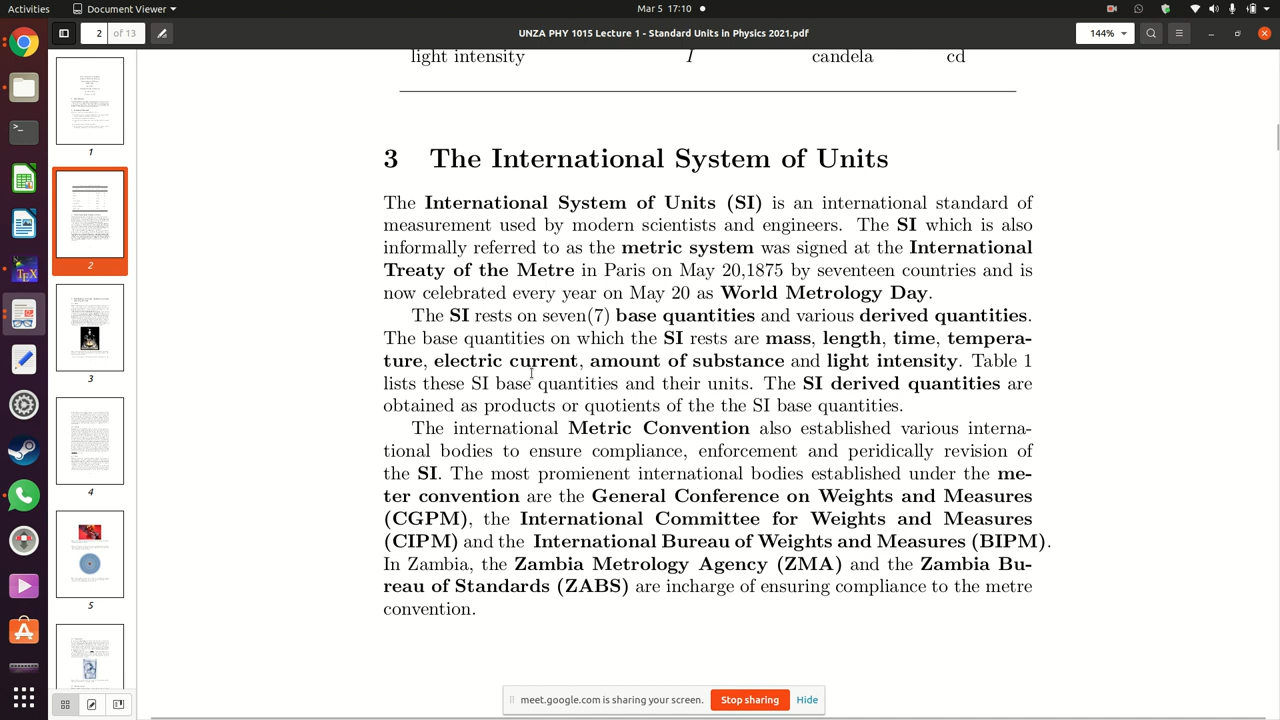 Activities
Document Viewer
Mar 5 17:10
2 of 13
UNZA PHY 1015 Lecture 1 - Standard Units in Physics 2021.pdf
144%
light intensity I candela cd
3 The International System of Units
The International System of Units (SI) is an international standard of
measurement used by modern scientists and engineers. The SI which is also
informally referred to as the metric system was signed at the International
Treaty of the Metre in Paris on May 20,1875 by seventeen countries and is
now celebrated every year on May 20 as World Metrology Day.
The SI rests on seven(7) base quantities and various derived quantities.
The base quantities on which the SI rests are mass, length, time, tempera-
ture, electric current, amount of substance and light intensity. Table 1
lists these SI base quantities and their units. The SI derived quantities are
obtained as products or quotients of the the SI base quantities.
The international Metric Convention also established various interna-
tional bodies to ensure compliance, enforcement and peridically revision of
the SI. The most promienent international bodies established under the me-
ter convention are the General Conference on Weights and Measures
(CGPM), the International Committee for Weights and Measures
(CIPM) and the International Bureau of Weights and Measures (BIPM).
In Zambia, the Zambia Metrology Agency (ZMA) and the Zambia Bu-
reau of Standards (ZABS) are incharge of ensuring compliance to the metre
convention.
1
2
3
4
5
meet.google.com is sharing your screen.
Stop sharing
Hide